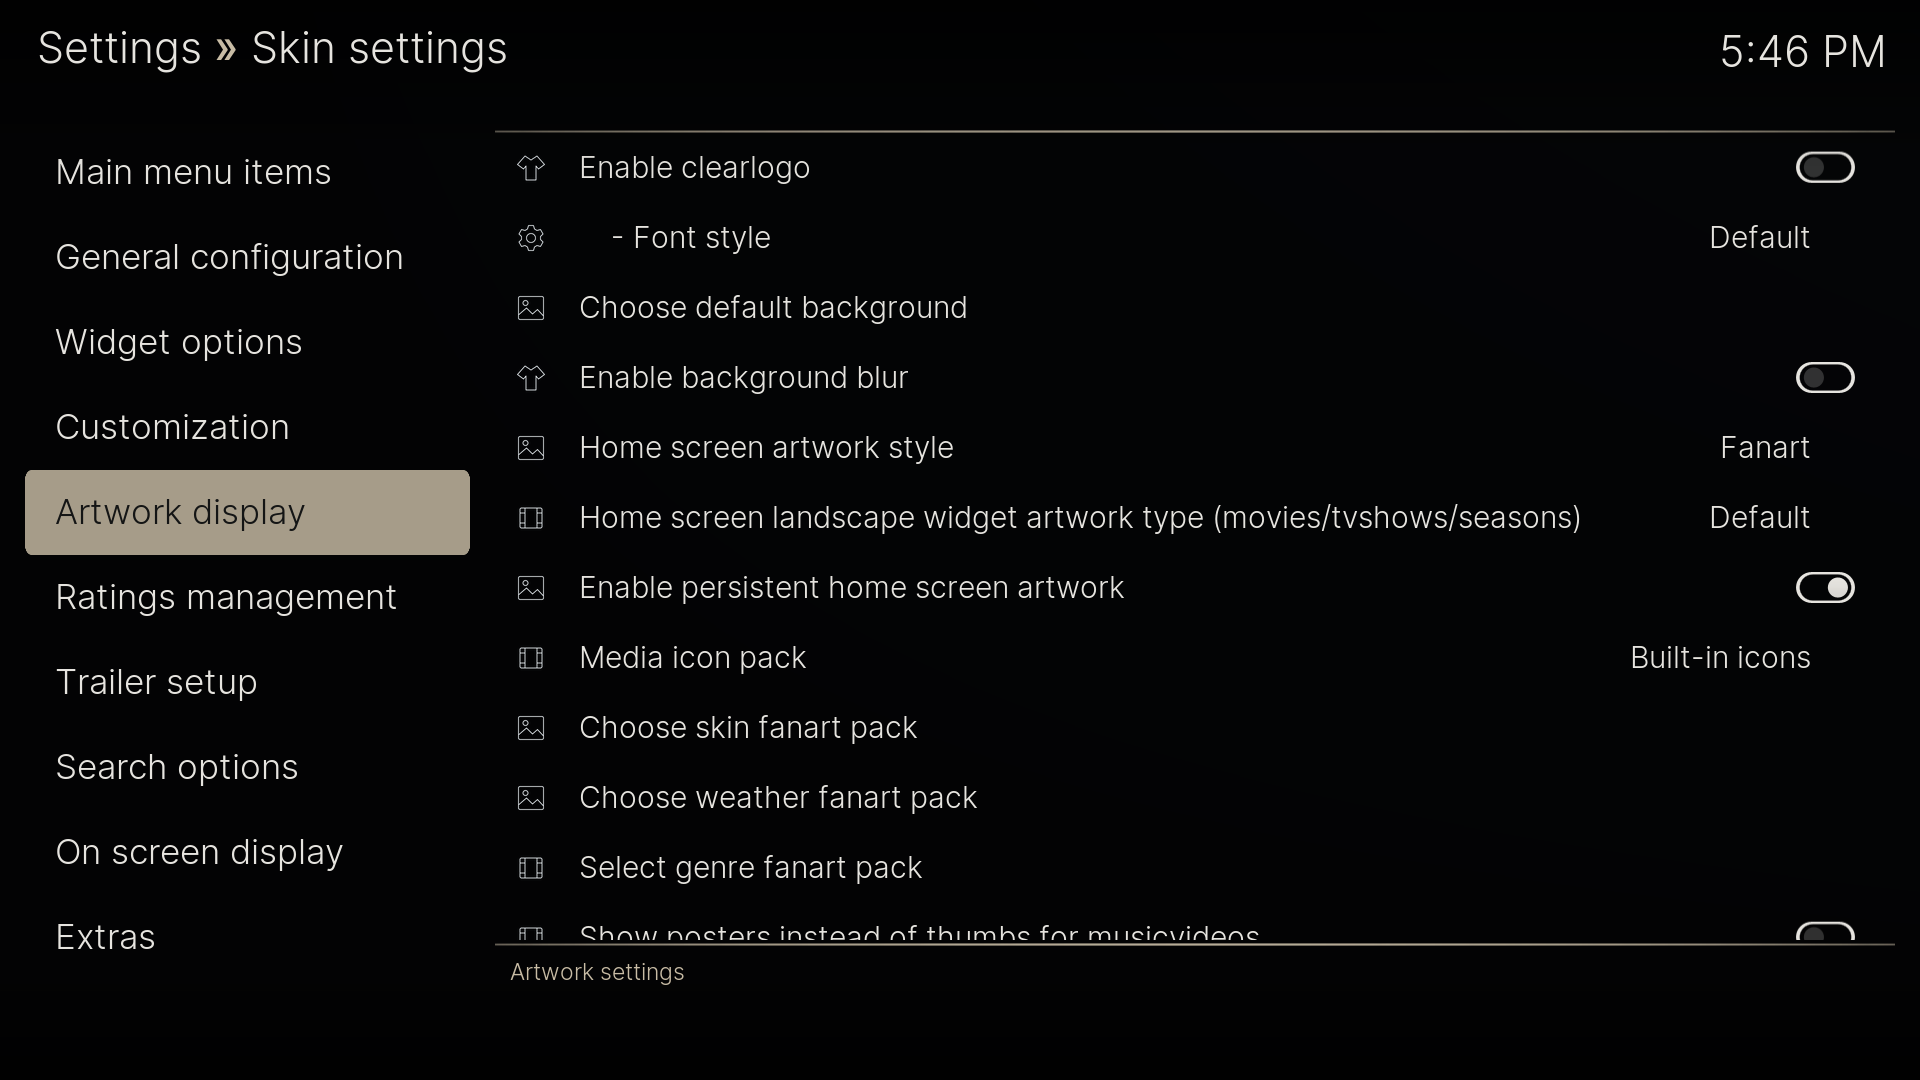 Settings » Skin settings
5:46 PM
Main menu items
General configuration
Widget options
Customization
Artwork display
Ratings management
Trailer setup
Search options
On screen display
Extras
Enable clearlogo
- Font style Default
Choose default background
Enable background blur
Home screen artwork style Fanart
Home screen landscape widget artwork type (movies/tvshows/seasons) Default
Enable persistent home screen artwork
Media icon pack Built-in icons
Choose skin fanart pack
Choose weather fanart pack
Select genre fanart pack
Show posters instead of thumbs for musicvideos
Artwork settings